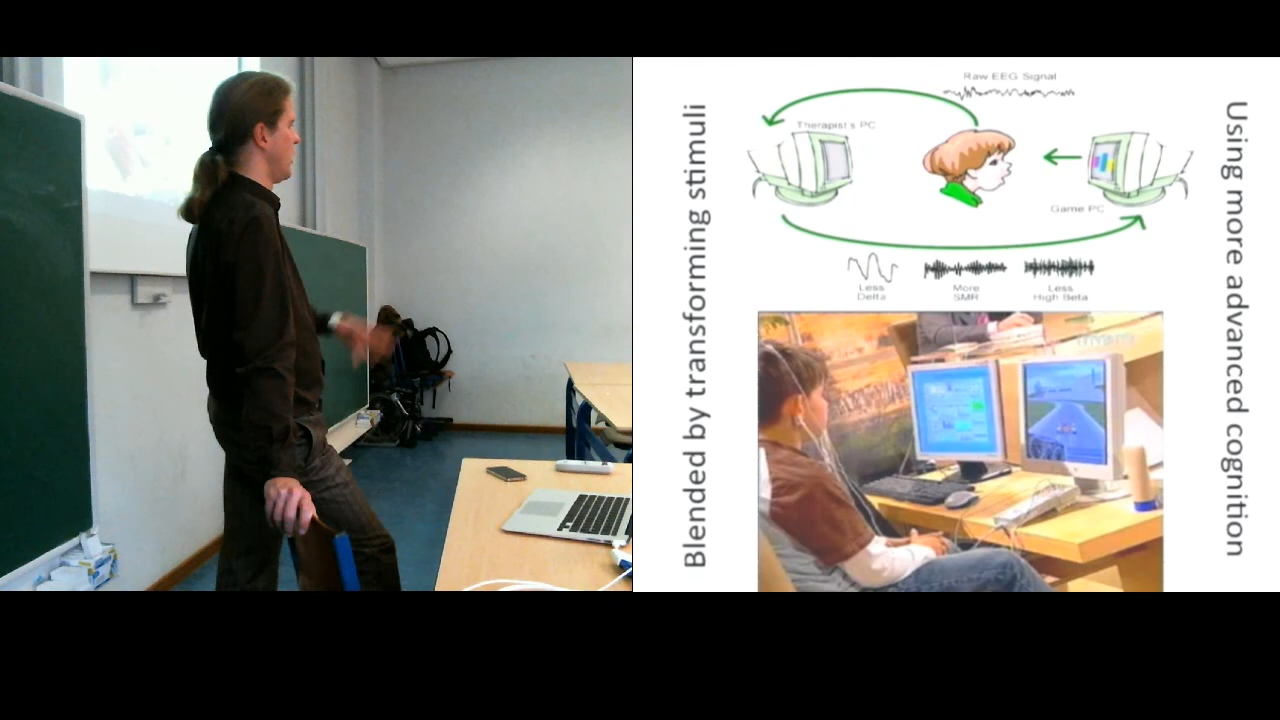 Blended by transforming stimuli
Raw EEG Signal
Therapist's PC
Game PC
Less
Delta
More
SMR
Less
High Beta
Using more advanced cognition